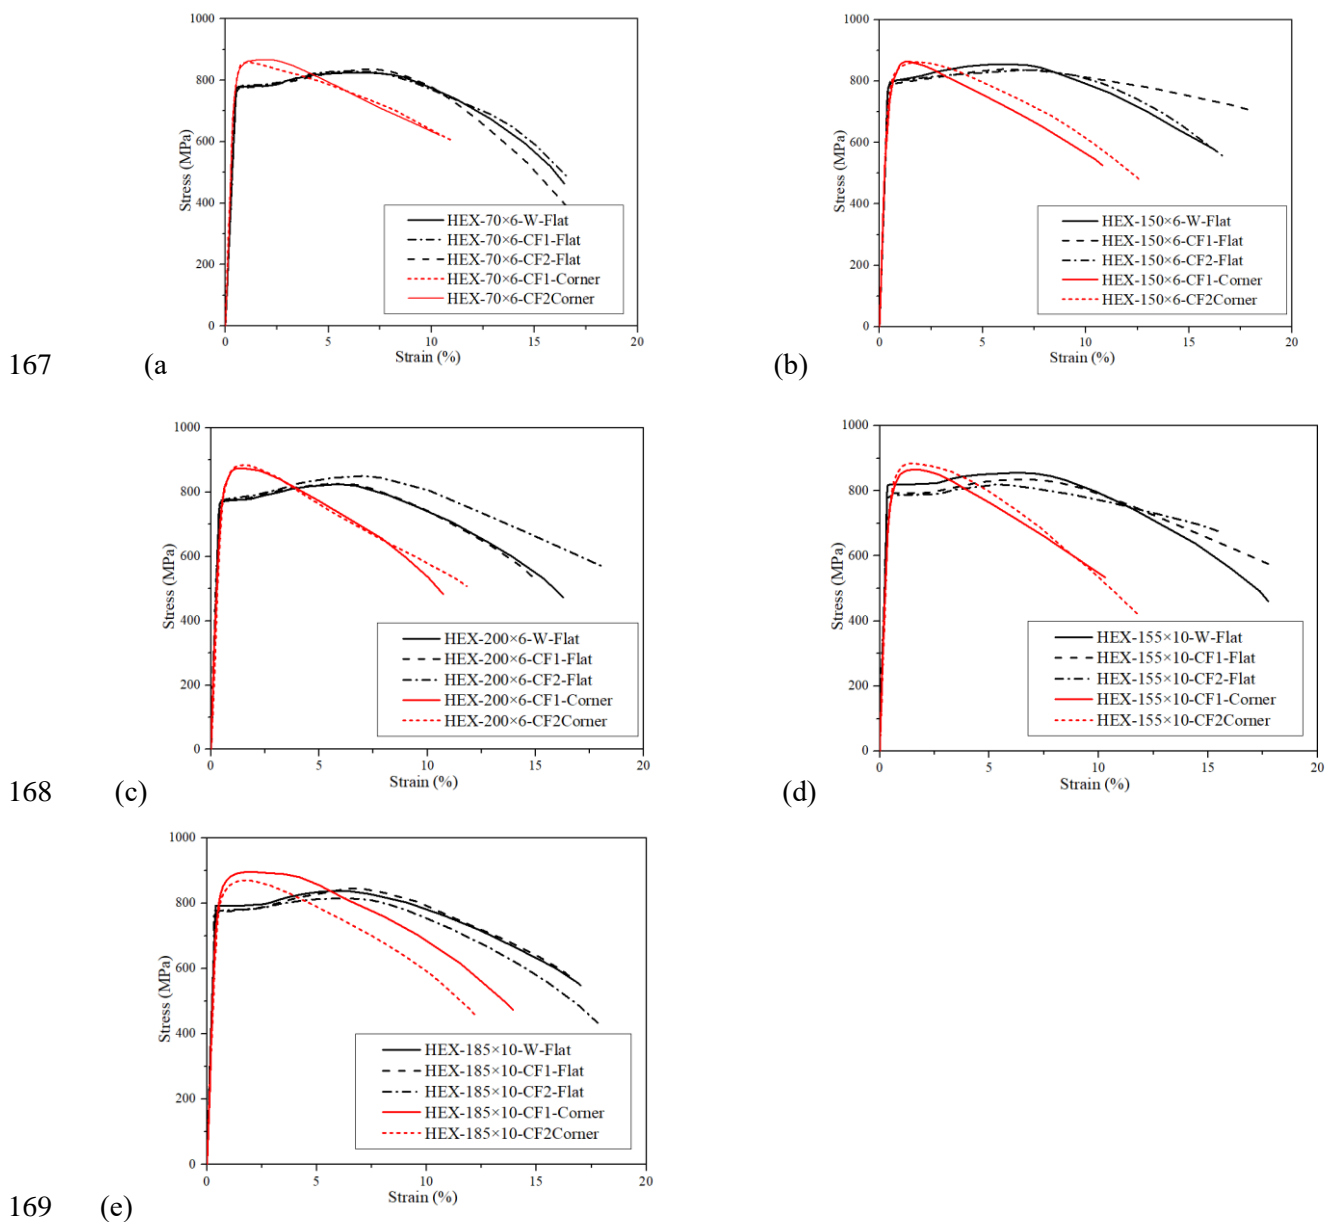 1000
800
600
400
200
0
Stress (MPa)
HEX-70×6-W-Flat
HEX-70×6-CF1-Flat
HEX-70×6-CF2-Flat
HEX-70×6-CF1-Corner
HEX-70×6-CF2Corner
0 5 10 15 20
Strain (%)
1000
800
600
400
200
0
Stress (MPa)
HEX-150×6-W-Flat
HEX-150×6-CF1-Flat
HEX-150×6-CF2-Flat
HEX-150×6-CF1-Corner
HEX-150×6-CF2Corner
0 5 10 15 20
Strain (%)
167 (a (b)
1000
800
600
400
200
0
Stress (MPa)
HEX-200×6-W-Flat
HEX-200×6-CF1-Flat
HEX-200×6-CF2-Flat
HEX-200×6-CF1-Corner
HEX-200×6-CF2Corner
0 5 10 15 20
Strain (%)
1000
800
600
400
200
0
Stress (MPa)
HEX-155×10-W-Flat
HEX-155×10-CF1-Flat
HEX-155×10-CF2-Flat
HEX-155×10-CF1-Corner
HEX-155×10-CF2Corner
0 5 10 15 20
Strain (%)
168 (c) (d)
1000
800
600
400
200
0
Stress (MPa)
HEX-185×10-W-Flat
HEX-185×10-CF1-Flat
HEX-185×10-CF2-Flat
HEX-185×10-CF1-Corner
HEX-185×10-CF2Corner
0 5 10 15 20
Strain (%)
169 (e)